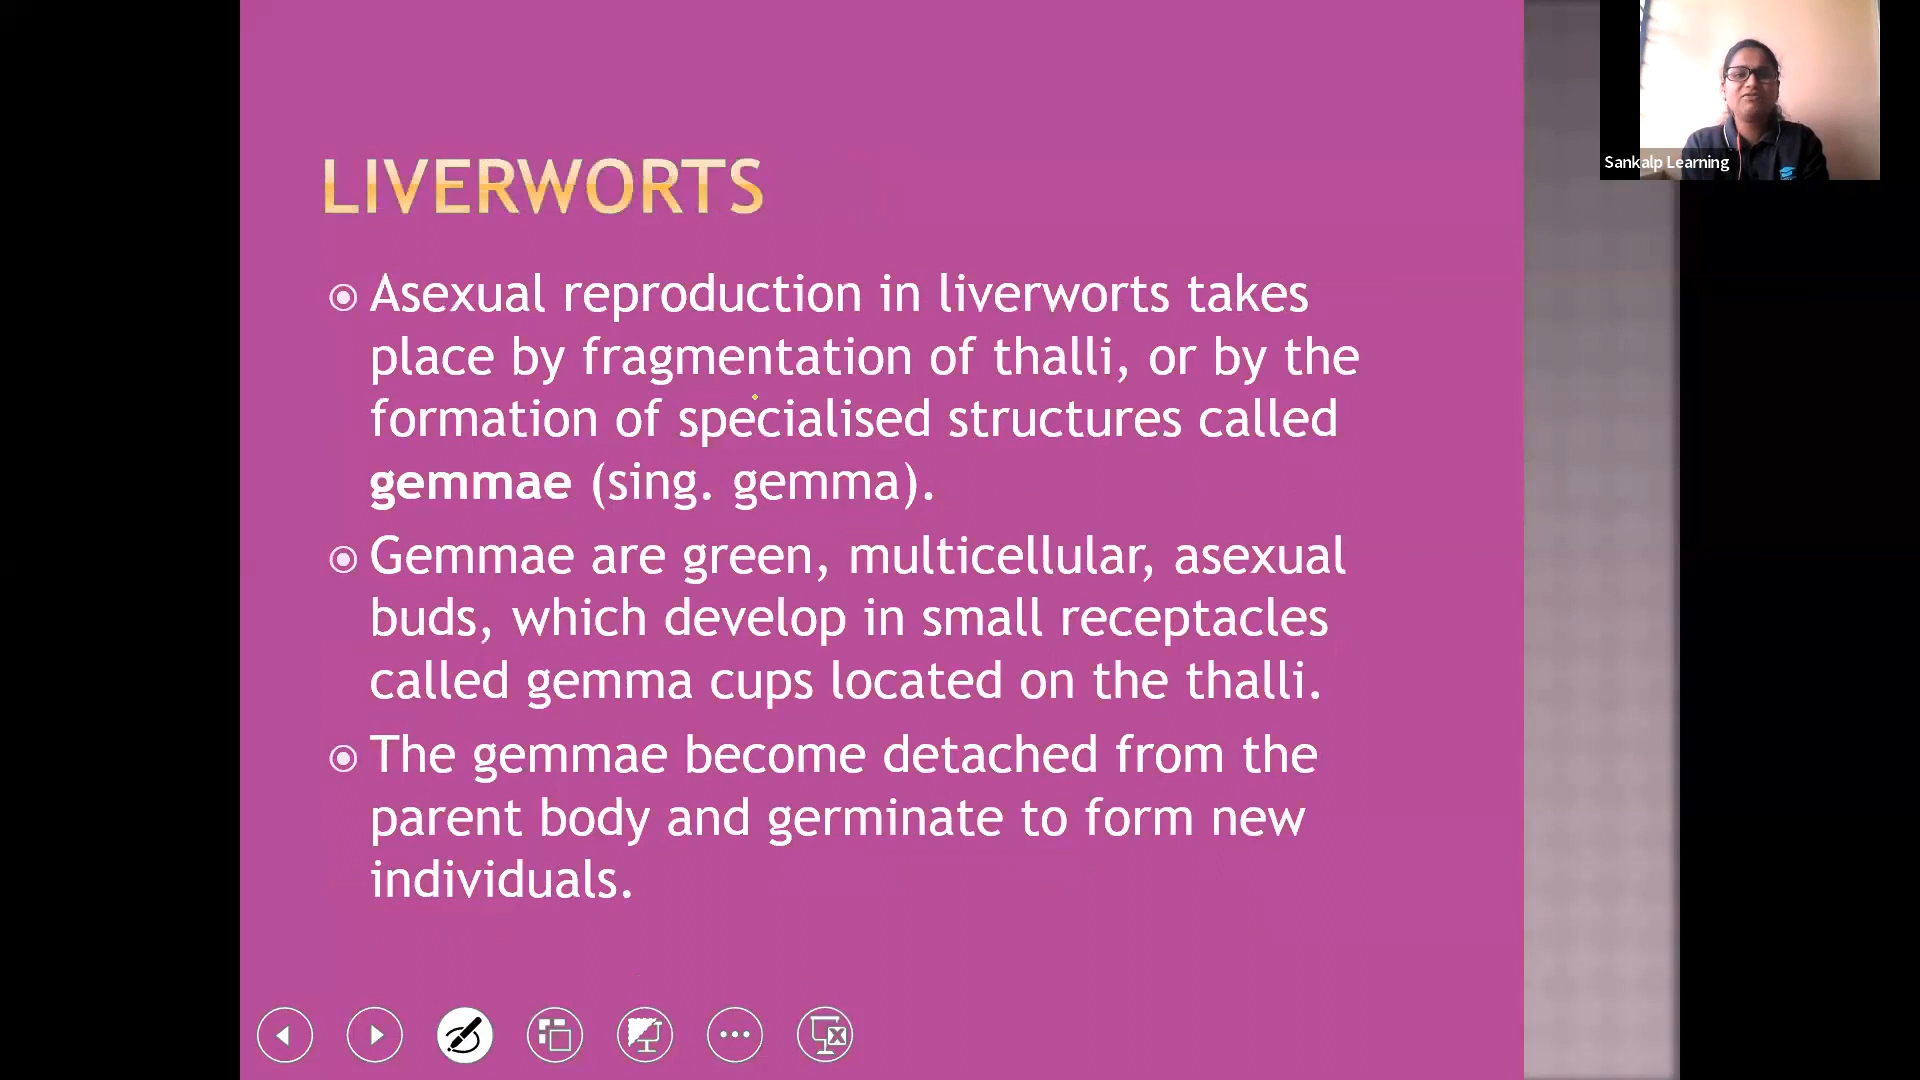 LIVERWORTS
Asexual reproduction in liverworts takes
place by fragmentation of thalli, or by the
formation of specialised structures called
gemmae (sing. gemma).
Gemmae are green, multicellular, asexual
buds, which develop in small receptacles
called gemma cups located on the thalli.
The gemmae become detached from the
parent body and germinate to form new
individuals.
Sankalp Learning